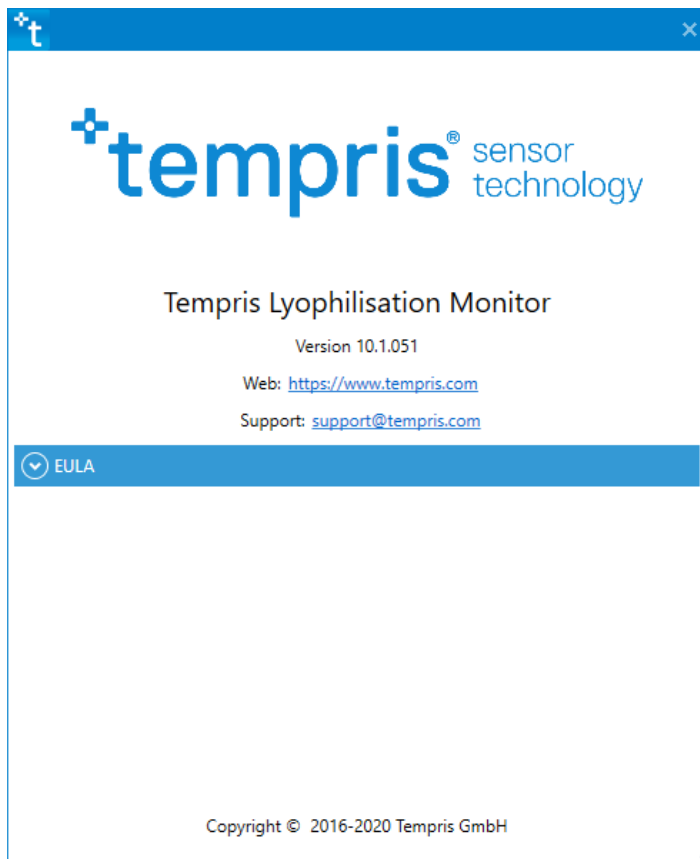 t
tempris® sensor
technology
Tempris Lyophilisation Monitor
Version 10.1.051
Web: https://www.tempris.com
Support: support@tempris.com
EULA
Copyright © 2016-2020 Tempris GmbH